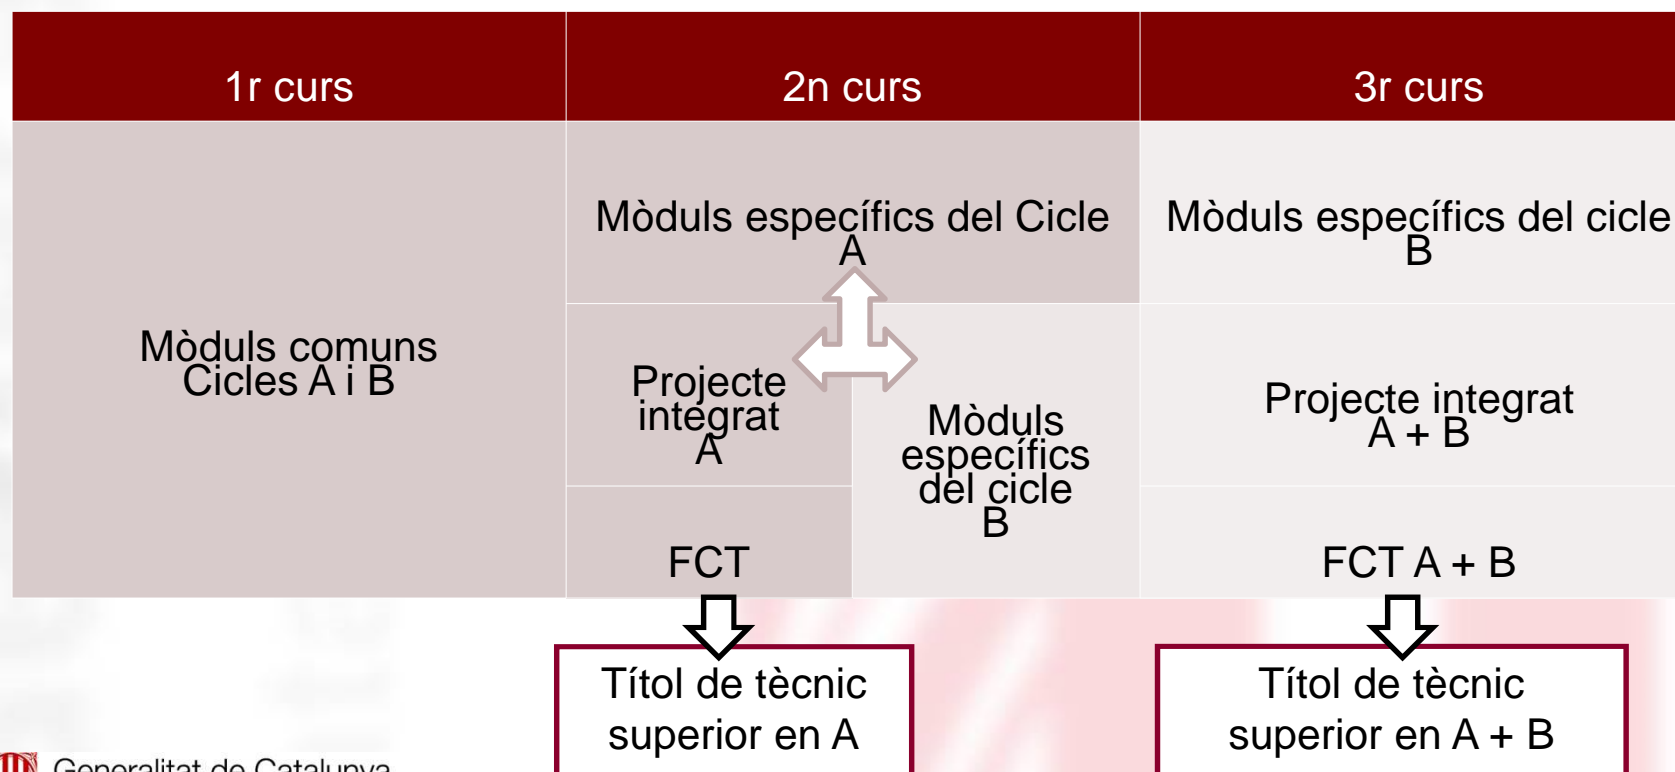 1r curs
2n curs
3r curs
Mòduls comuns
Cicles A i B
Mòduls específics del Cicle
A
Projecte
integrat
A
FCT
Mòduls
específics
del cicle
B
Mòduls específics del cicle
B
Projecte integrat
A + B
FCT A + B
Títol de tècnic
superior en A
Títol de tècnic
superior en A + B
Generalitat de Catalunya